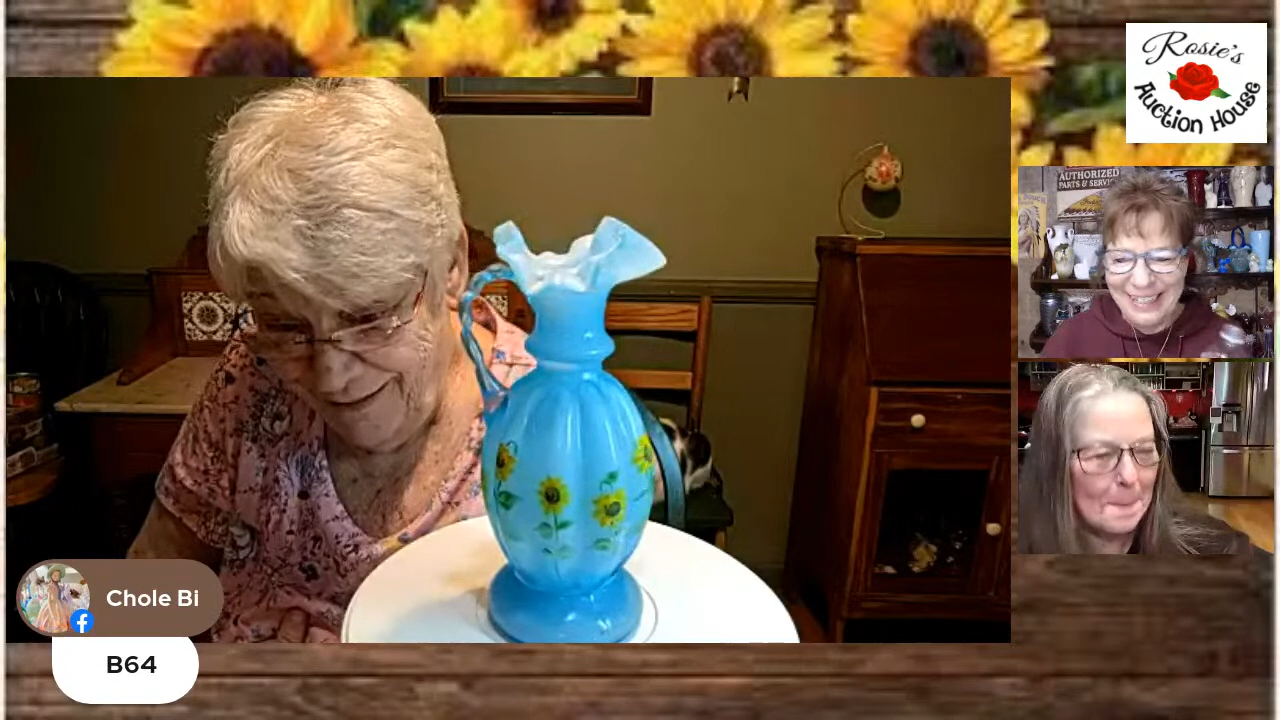 Rosie's
Auction House
AUTHORIZED
PARTS & SERVICE
Chole Bi
B64